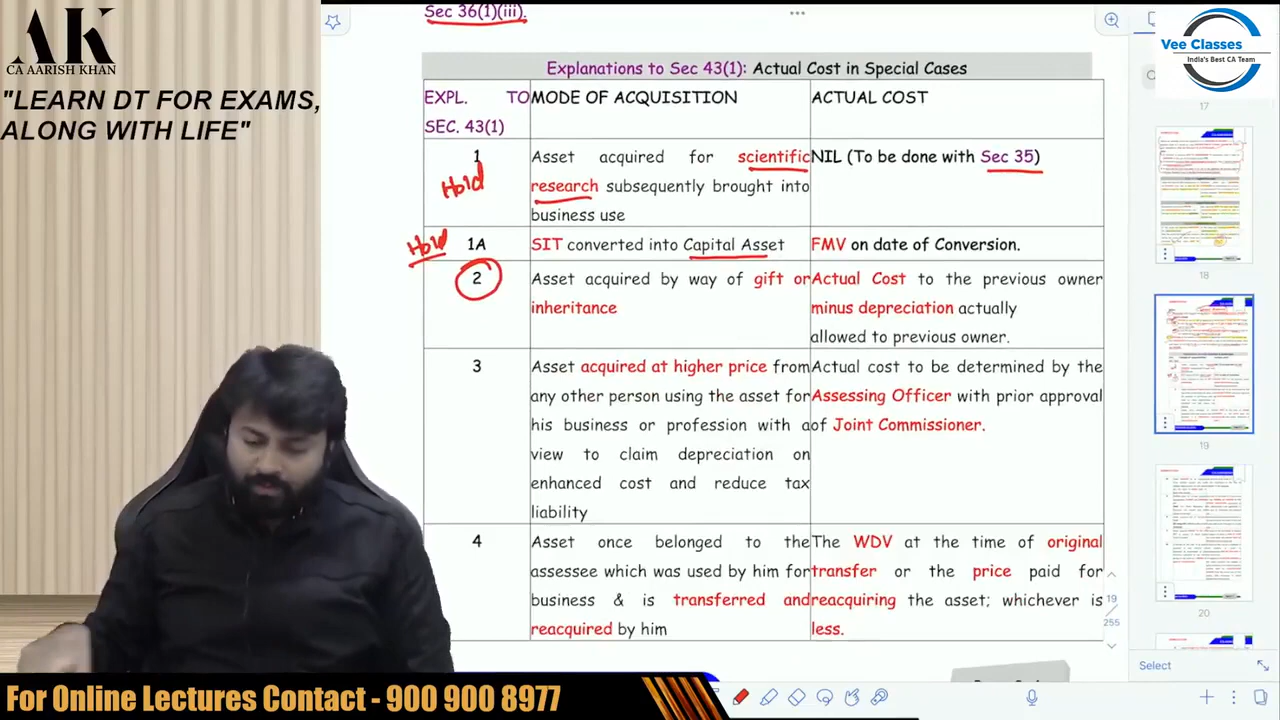 AK
CA AARISH KHAN
"LEARN DT FOR EXAMS,
ALONG WITH LIFE"
Sec 36(1)(iii).
Vee Classes
India's Best CA Team
Explanations to Sec 43(1): Actual Cost in Special Cases
EXPL. TO
SEC. 43(1)
MODE OF ACQUISITION
ACTUAL COST
1
Hold
Asset acquired for scientific
research subsequently brought into
business use
NIL (To be done with Sec 35)
Hold
1A
SIT converted into Capital Asset
FMV on date of Conversion.
2
Asset acquired by way of gift or
inheritance
Actual Cost to the previous owner
minus depreciation actually
allowed to previous owner.
Asset acquired at higher price
any other person using the asset
his business or profession with
view to claim depreciation on
enhanced cost and reduce tax
Actual cost to be determined by the
Assessing Officer with prior approval
of Joint Commissioner.
once belonged to
which was used by him
business & is transferred and
reacquired by him
The WDV at the time of original
transfer or the price paid for
reacquiring the asset; whichever is
less.
17
18
19
20
19
255
Select
For Online Lectures Contact - 900 900 8977